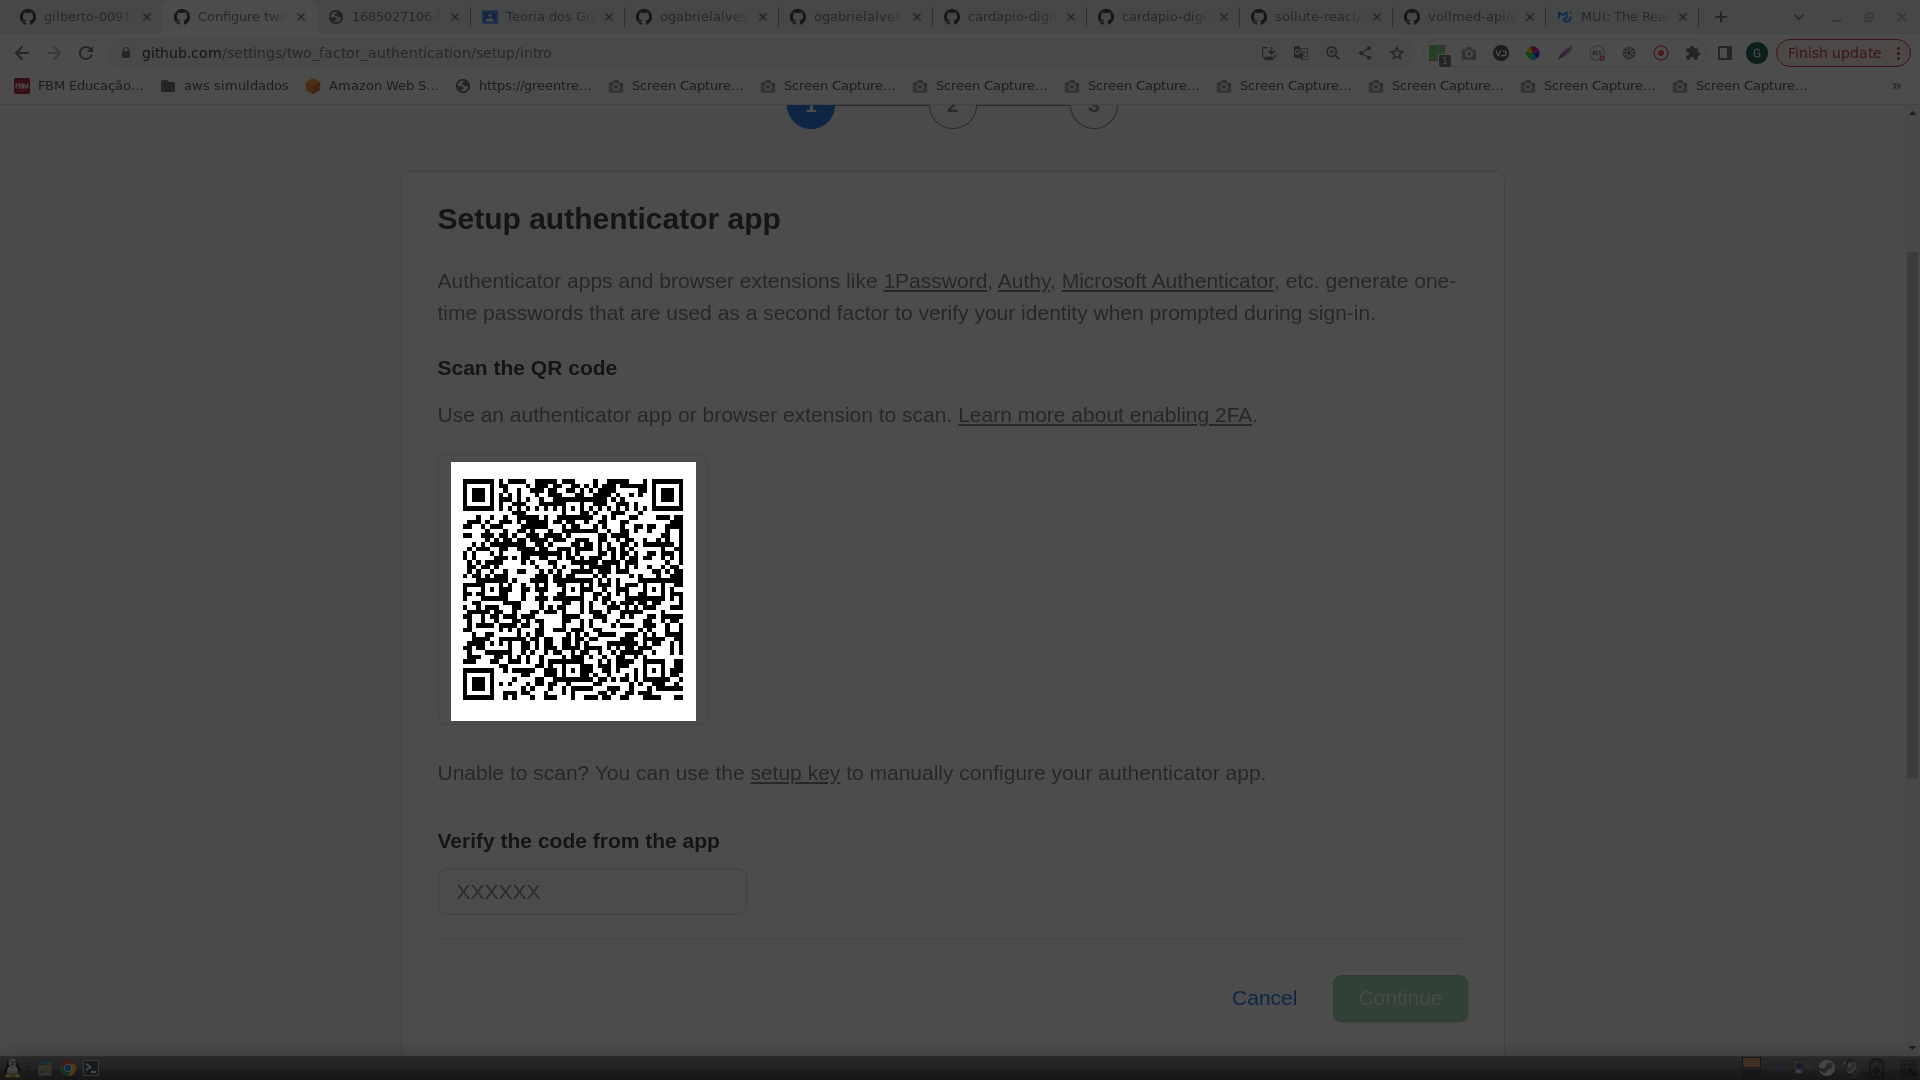 gilberto-0091
Configure two
1685027106-
Teoria dos Gr
ogabrielalves
ogabrielalves
cardapio-digi
cardapio-digi
sollute-react
vollmed-api/
MUI: The Rea
github.com/settings/two_factor_authentication/setup/intro
1
G
Finish update
FBM Educação…
aws simuldados
Amazon Web S…
https://greentre…
Screen Capture…
Screen Capture…
Screen Capture…
Screen Capture…
Screen Capture…
Screen Capture…
Screen Capture…
Screen Capture…
»
1 2 3
Setup authenticator app
Authenticator apps and browser extensions like 1Password, Authy, Microsoft Authenticator, etc. generate one-
time passwords that are used as a second factor to verify your identity when prompted during sign-in.
Scan the QR code
Use an authenticator app or browser extension to scan. Learn more about enabling 2FA.
Unable to scan? You can use the setup key to manually configure your authenticator app.
Verify the code from the app
XXXXXX
Cancel
Continue